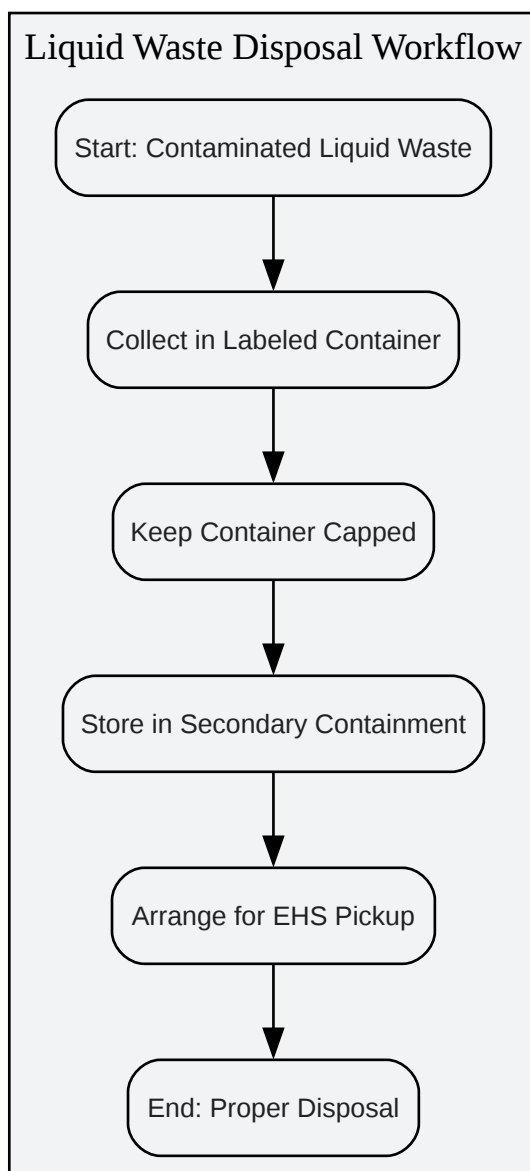 Liquid Waste Disposal Workflow
Start: Contaminated Liquid Waste
Collect in Labeled Container
Keep Container Capped
Store in Secondary Containment
Arrange for EHS Pickup
End: Proper Disposal